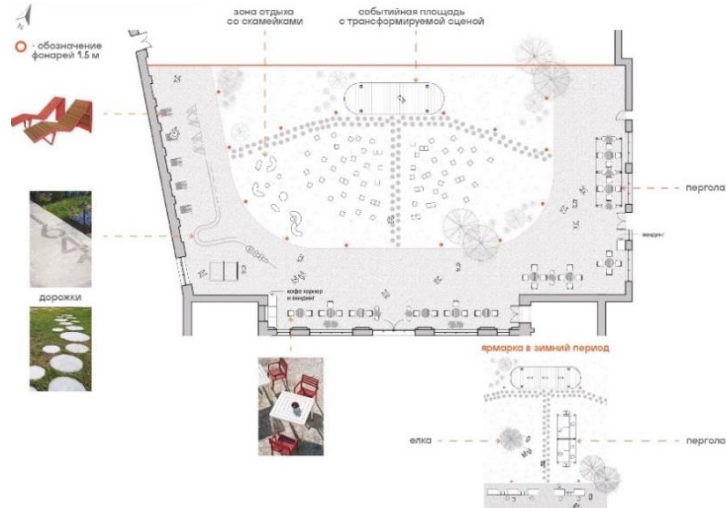 N
- обозначение
фонарей 1.5 м
зона отдыха
со скамейками
событийная площадь
с трансформируемой сценой
пергола
вендинг
дорожки
кофе корнер
и вендинг
ярмарка в зимний период
елка
пергола